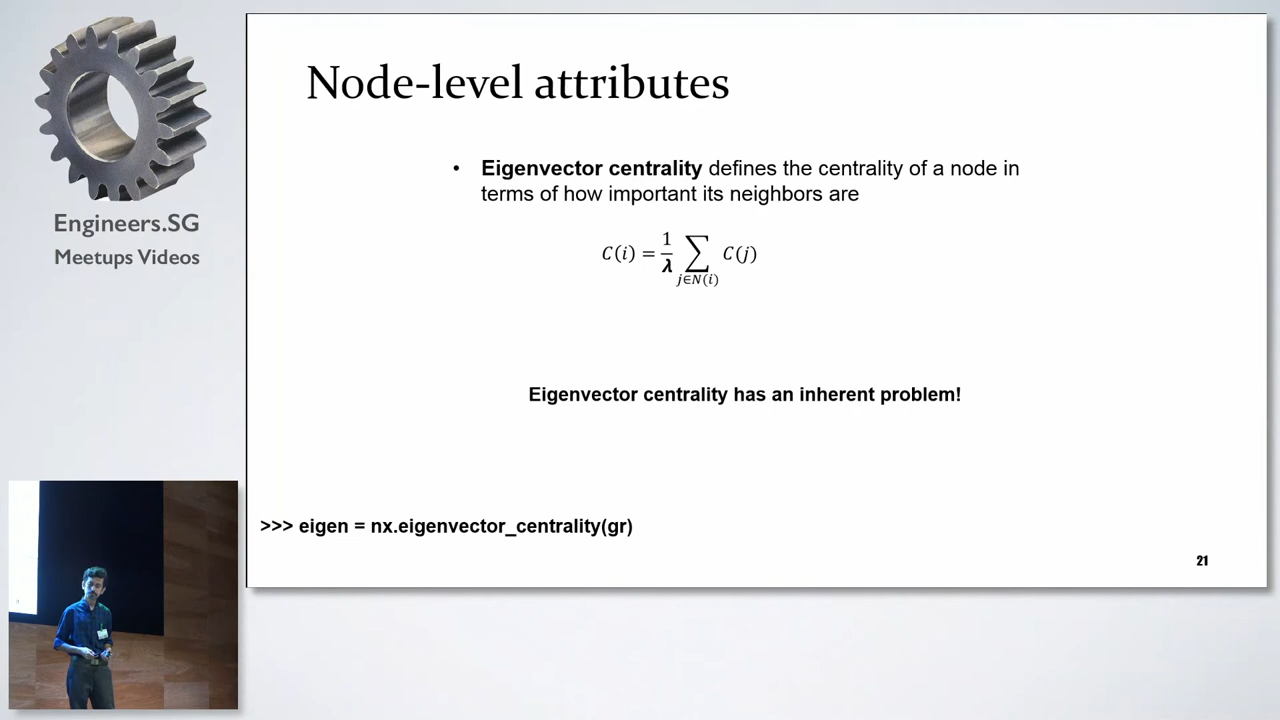 Engineers.SG
Meetups Videos
Node-level attributes
• Eigenvector centrality defines the centrality of a node in
terms of how important its neighbors are
C(i) = 1/λ ∑ j∈N(i) C(j)
Eigenvector centrality has an inherent problem!
>>> eigen = nx.eigenvector_centrality(gr)
21